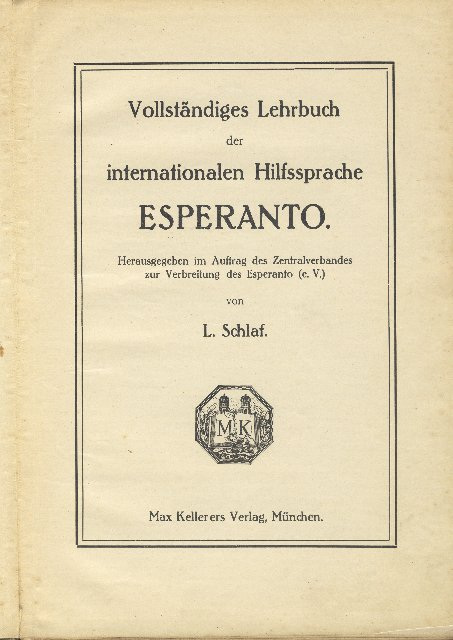 Vollständiges Lehrbuch
der
internationalen Hilfssprache
ESPERANTO.
Herausgegeben im Auftrag des Zentralverbandes
zur Verbreitung des Esperanto (e. V.)
von
L. Schlaf.
M K
Max Kellerers Verlag, München.